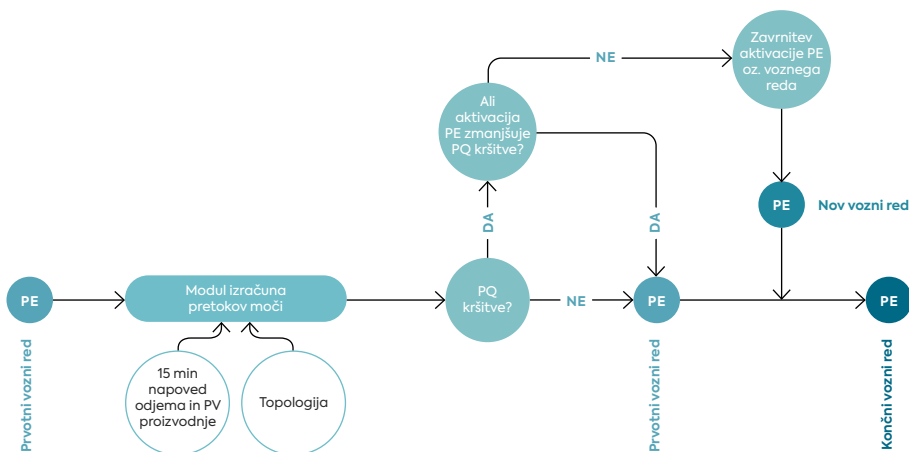 Zavrnitev
aktivacije PE
oz. voznega
reda
NE
Ali
aktivacija
PE zmanjšuje
PQ kršitve?
PE
Nov vozni red
DA
DA
PE
Modul izračuna
pretokov moči
PQ
kršitve?
NE
PE
PE
Prvotni vozni red
15 min
napoved
odjema in PV
proizvodnje
Topologija
Prvotni vozni red
Končni vozni red